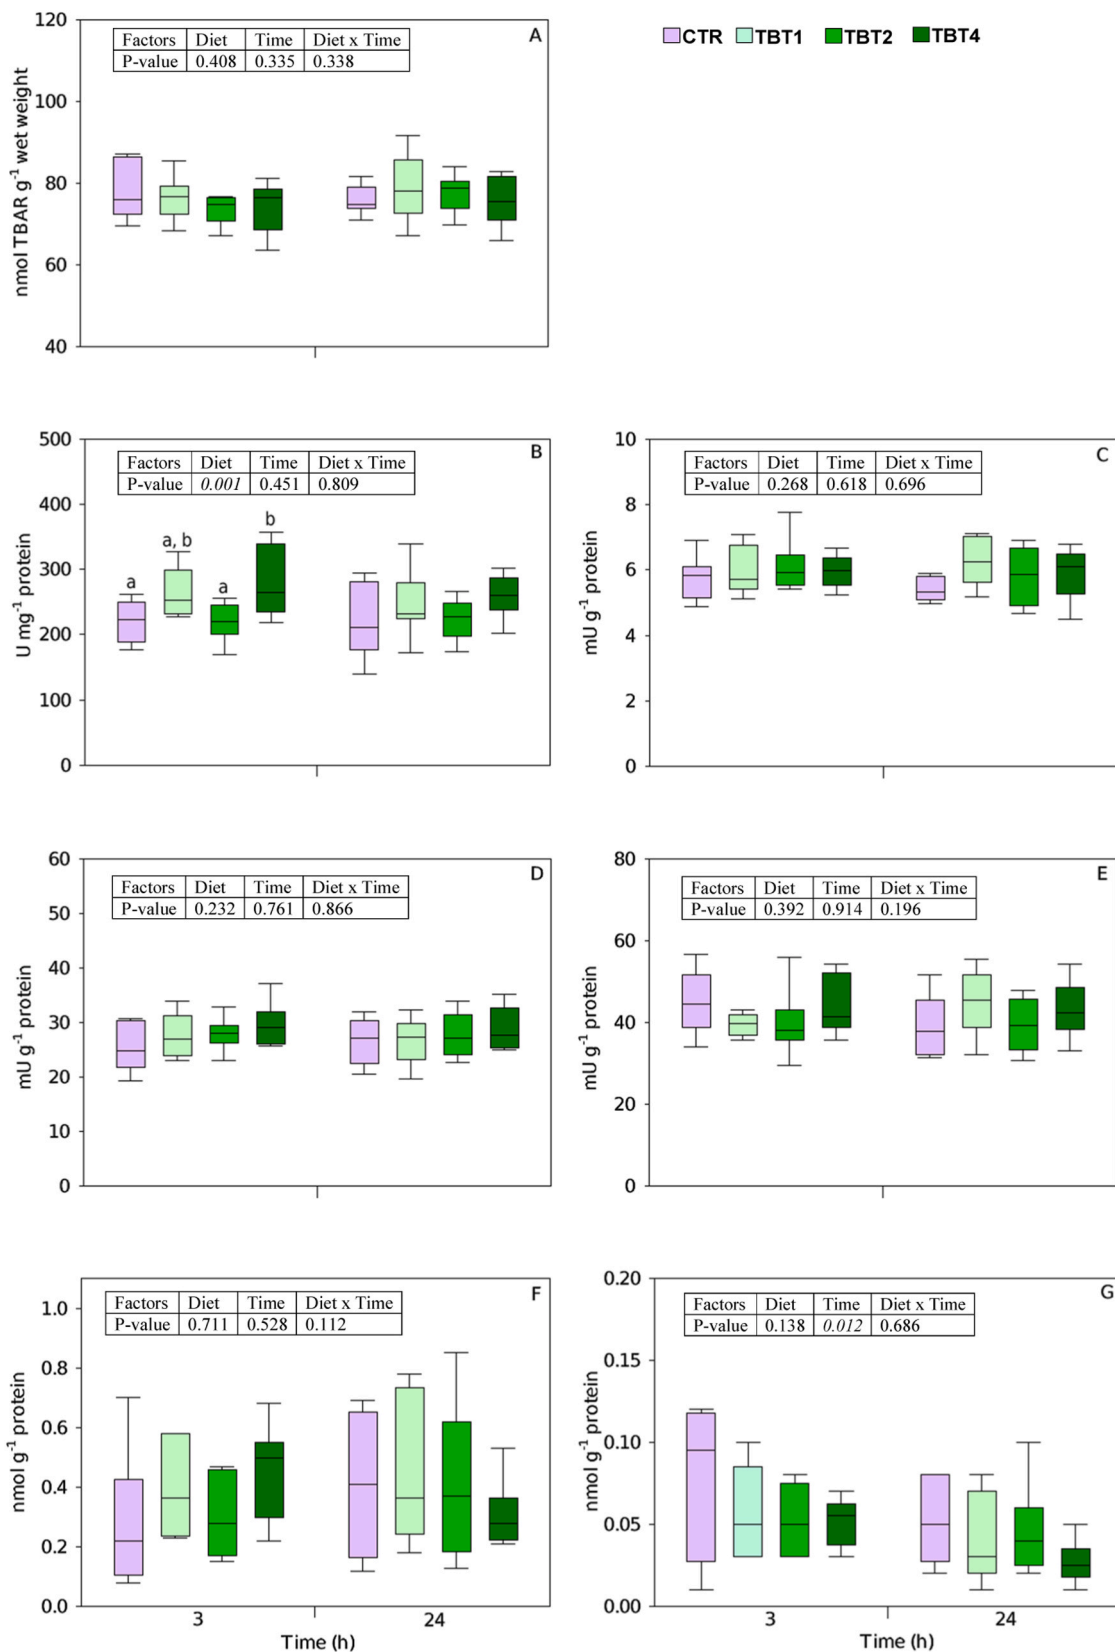 CTR TBT1 TBT2 TBT4
A
Factors Diet Time Diet x Time
P-value 0.408 0.335 0.338
nmol TBAR g-1 wet weight
120
100
80
60
40
B
Factors Diet Time Diet x Time
P-value 0.001 0.451 0.809
U mg-1 protein
500
400
300
200
100
0
a
a, b
a
b
C
Factors Diet Time Diet x Time
P-value 0.268 0.618 0.696
mU g-1 protein
10
8
6
4
2
0
D
Factors Diet Time Diet x Time
P-value 0.232 0.761 0.866
mU g-1 protein
60
50
40
30
20
10
0
E
Factors Diet Time Diet x Time
P-value 0.392 0.914 0.196
mU g-1 protein
80
60
40
20
0
F
Factors Diet Time Diet x Time
P-value 0.711 0.528 0.112
nmol g-1 protein
1.0
0.8
0.6
0.4
0.2
0.0
3 24
Time (h)
G
Factors Diet Time Diet x Time
P-value 0.138 0.012 0.686
nmol g-1 protein
0.20
0.15
0.10
0.05
0.00
3 24
Time (h)